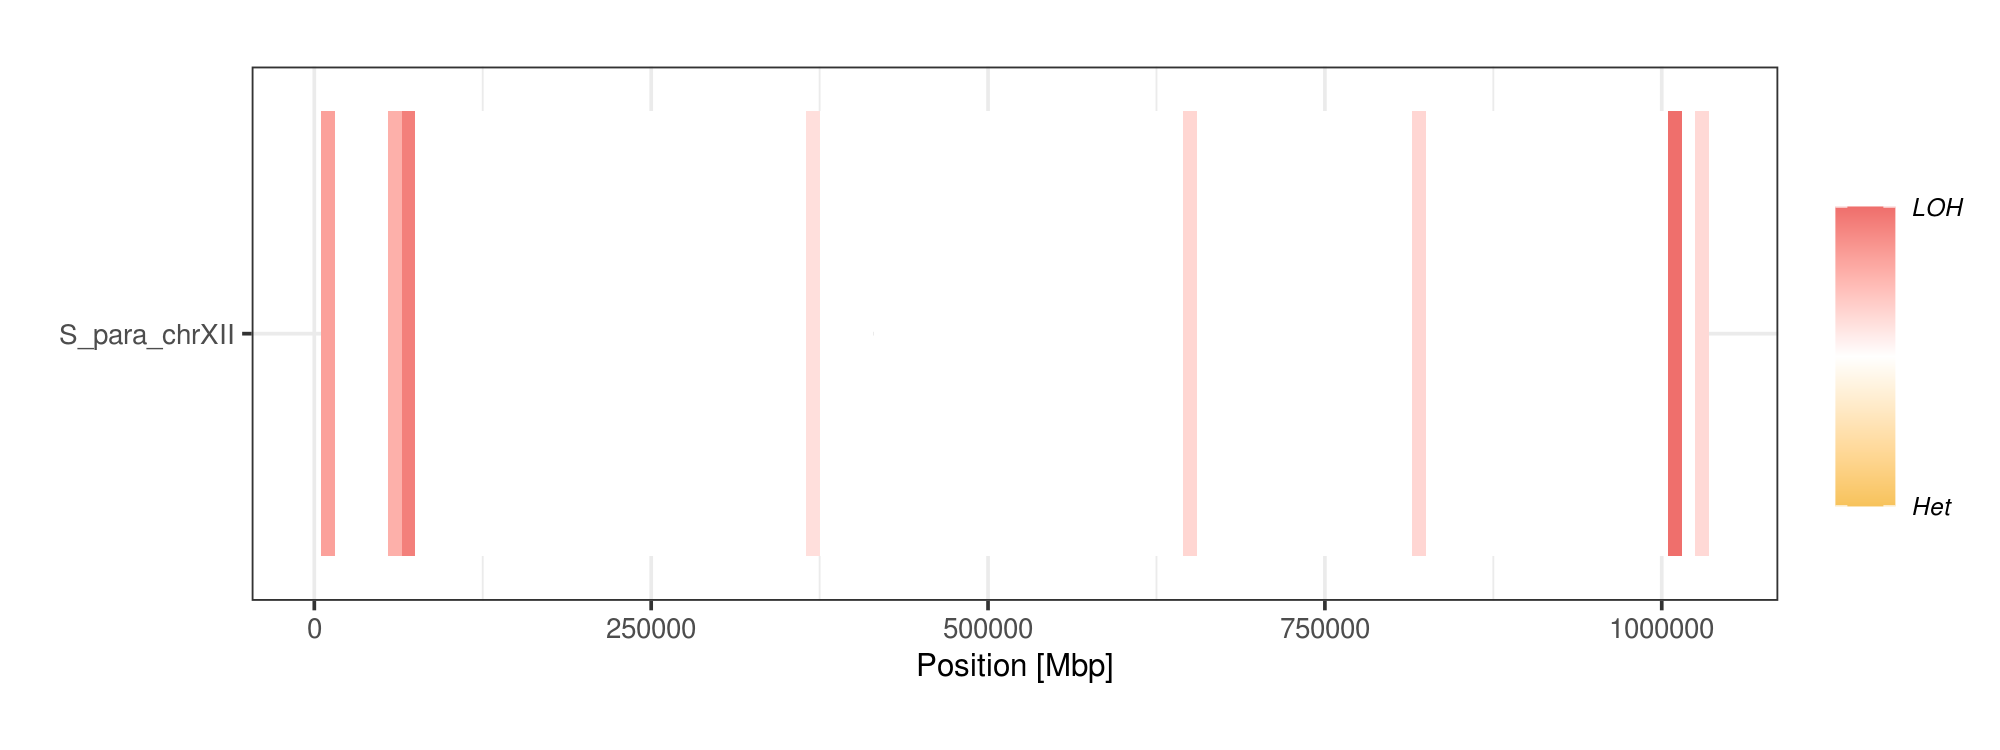 S_para_chrXII
0
250000
500000
750000
1000000
Position [Mbp]
LOH
Het